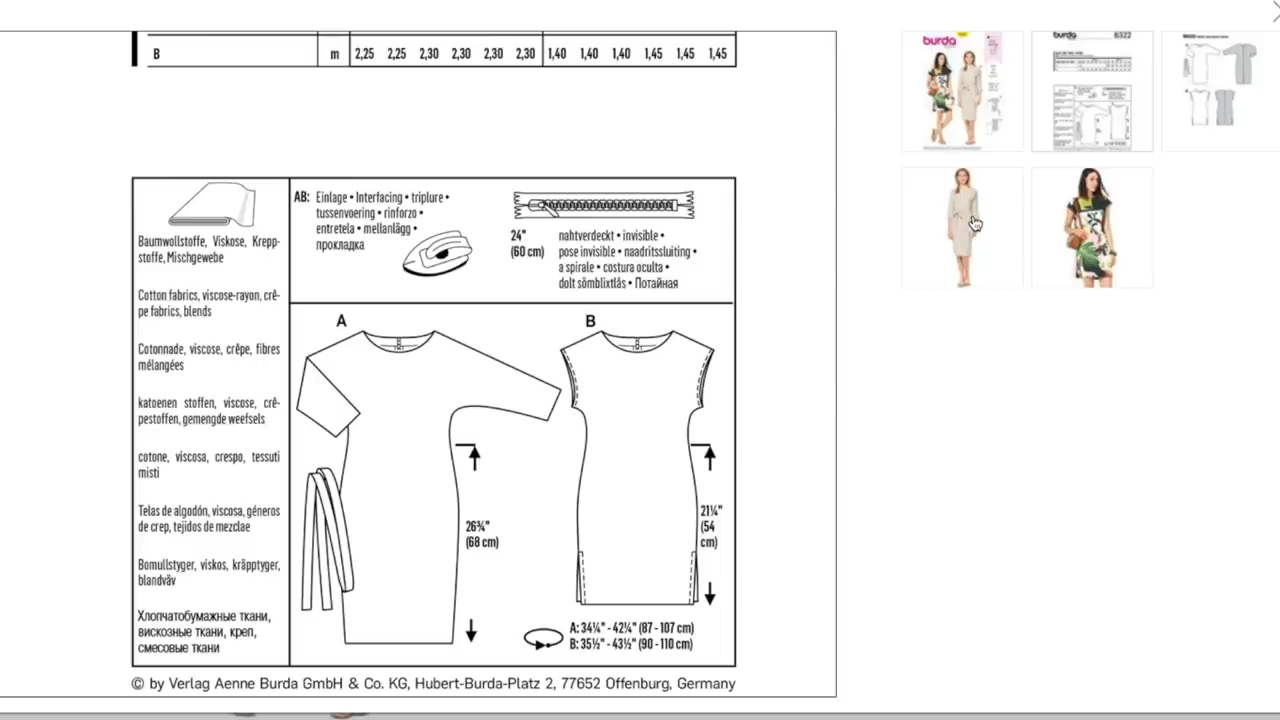 B m 2,25 2,25 2,30 2,30 2,30 2,30 1,40 1,40 1,40 1,45 1,45 1,45
burda
burda 6322
Baumwollstoffe, Viskose, Krepp-
stoffe, Mischgewebe
Cotton fabrics, viscose-rayon, crê-
pe fabrics, blends
Cotonnade, viscose, crêpe, fibres
mélangées
katoenen stoffen, viscose, crê-
pestoffen, gemengde weefsels
cotone, viscosa, crespo, tessuti
misti
Telas de algodón, viscosa, géneros
de crep, tejidos de mezclae
Bomullstyger, viskos, kräpptyger,
blandväv
Хлопчатобумажные ткани,
вискозные ткани, креп,
смесовые ткани
AB: Einlage • Interfacing • triplure •
tussenvoering • rinforzo •
entretela • mellanlägg •
прокладка
24"
(60 cm)
nahtverdeckt • invisible •
pose invisible • naadritssluiting •
a spirale • costura oculta •
dolt sömblixtlås • Потайная
A
B
26¾"
(68 cm)
21¼"
(54
cm)
A: 34¼" - 42¼" (87 - 107 cm)
B: 35½" - 43½" (90 - 110 cm)
© by Verlag Aenne Burda GmbH & Co. KG, Hubert-Burda-Platz 2, 77652 Offenburg, Germany